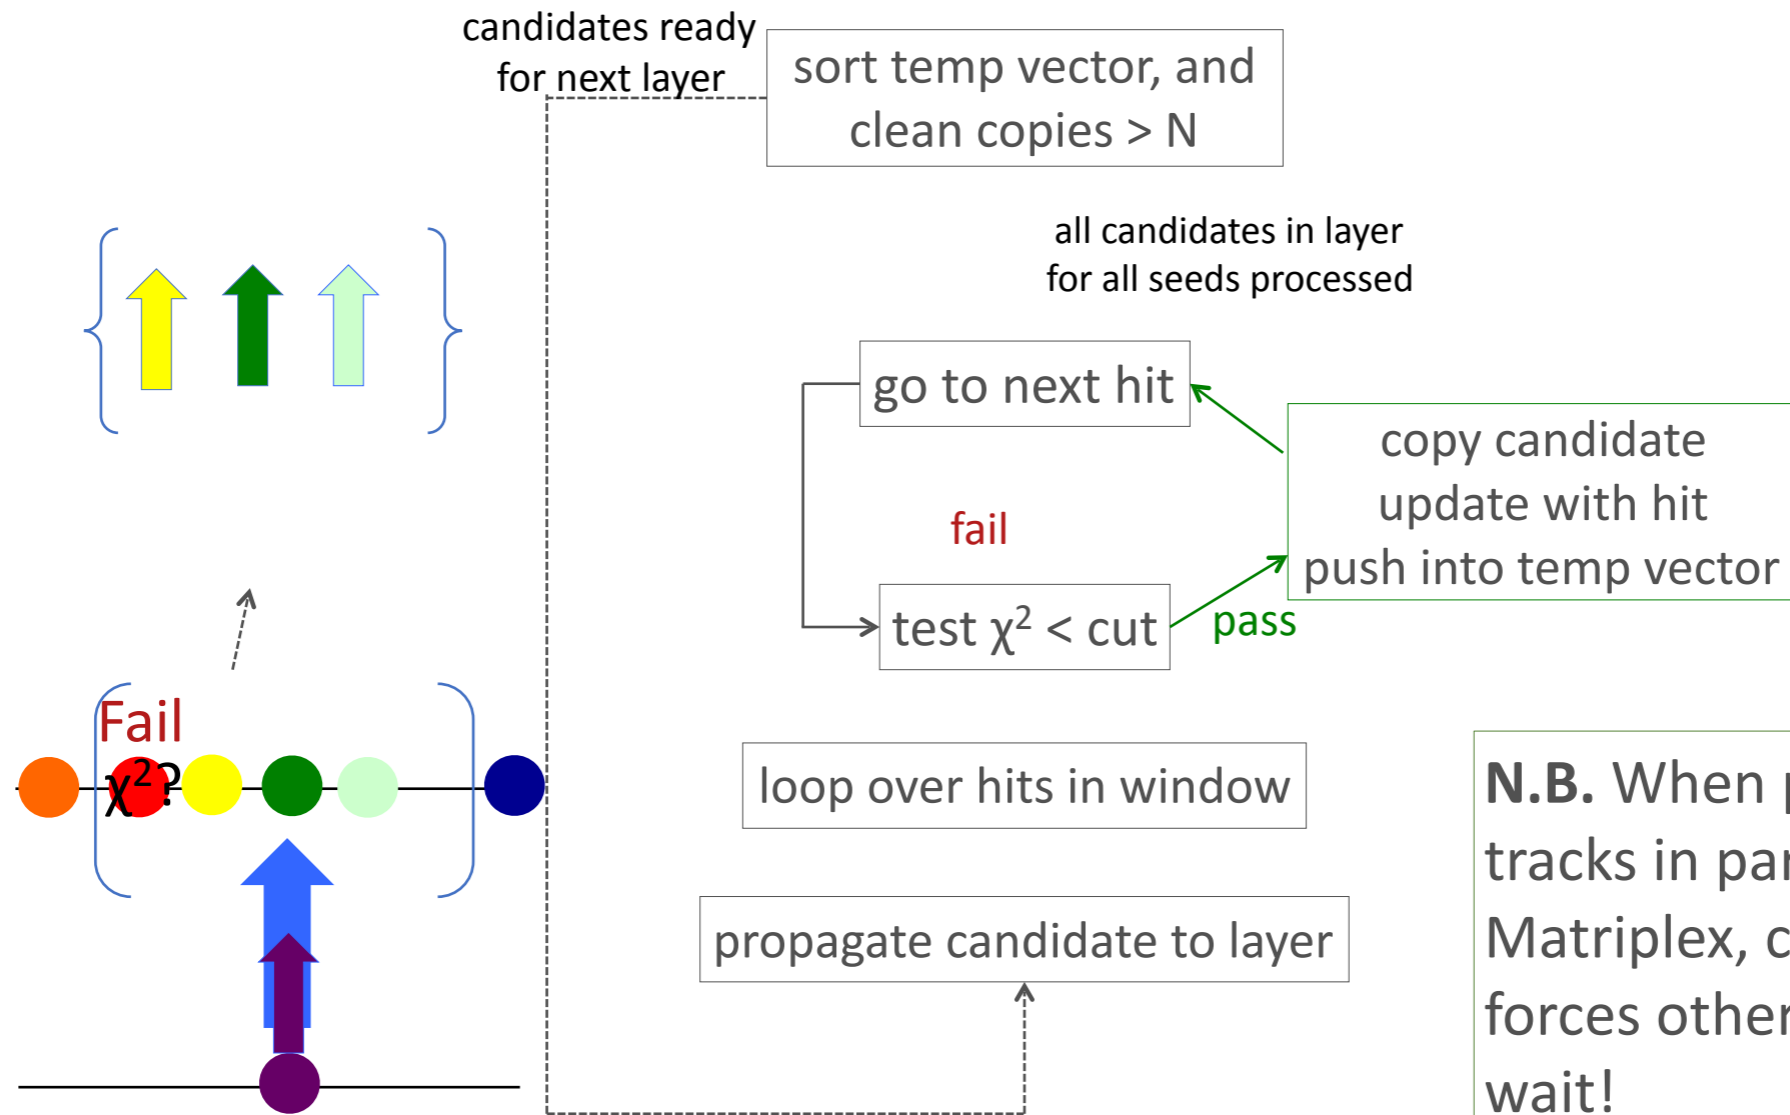 candidates ready
for next layer
sort temp vector, and
clean copies > N
all candidates in layer
for all seeds processed
go to next hit
copy candidate
update with hit
push into temp vector
fail
test χ² < cut
pass
Fail
χ²?
loop over hits in window
propagate candidate to layer
N.B. When
tracks in
Matriplex,
forces other
wait!